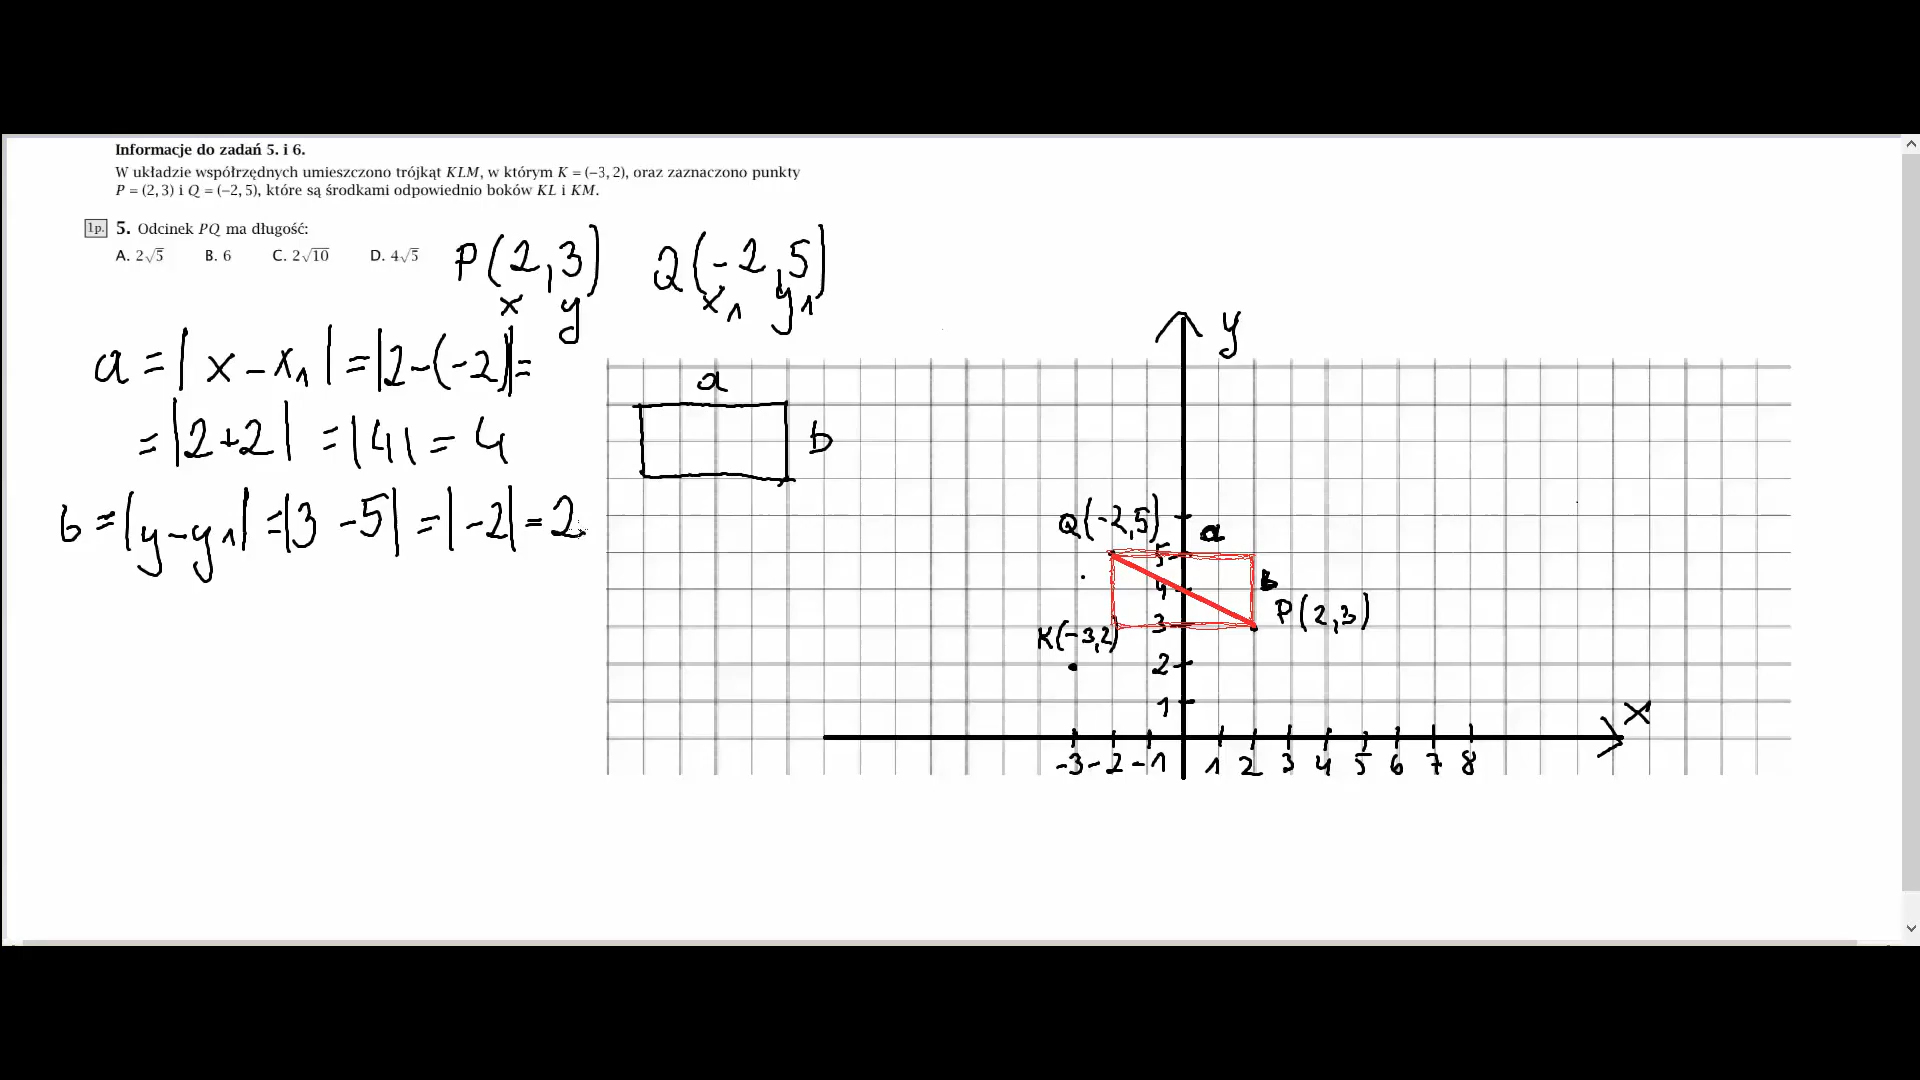 Informacje do zadań 5. i 6.
W układzie współrzędnych umieszczono trójkąt KLM, w którym K = (−3, 2), oraz zaznaczono punkty
P = (2, 3) i Q = (−2, 5), które są środkami odpowiednio boków KL i KM.
1p. 5. Odcinek PQ ma długość:
A. 2√5 B. 6 C. 2√10 D. 4√5
P(2,3) Q(-2,5)
x y x₁ y₁
a = |x - x₁| = |2-(-2)| =
= |2+2| = |4| = 4
b = |y-y₁| = |3 -5| = |-2| = 2
a
b
y
Q(-2,5) a
5
b
4
P(2,3)
3
K(-3,2)
2
1
x
-3 -2 -1 1 2 3 4 5 6 7 8